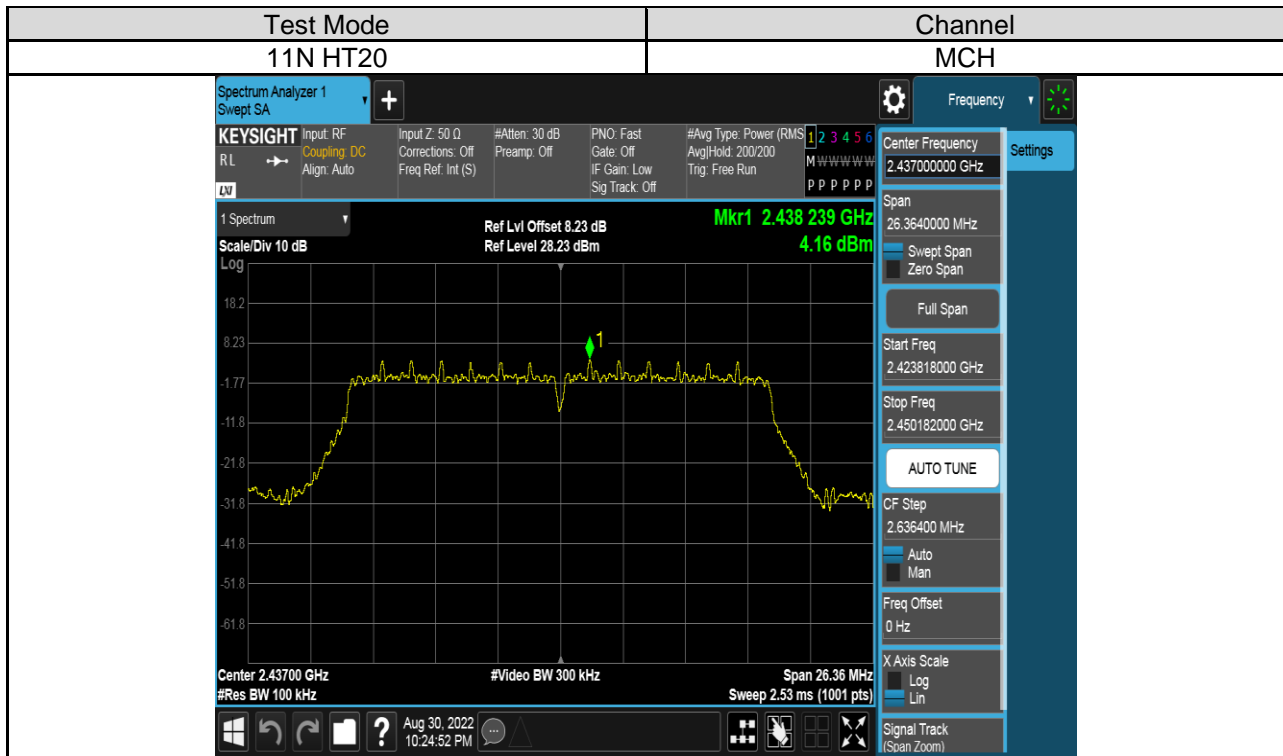 Test Mode Channel
11N HT20 MCH
Spectrum Analyzer 1
Swept SA
+
Frequency
KEYSIGHT
RL
LXI
Input: RF
Coupling: DC
Align: Auto
Input Z: 50 Ω
Corrections: Off
Freq Ref: Int (S)
#Atten: 30 dB
Preamp: Off
PNO: Fast
Gate: Off
IF Gain: Low
Sig Track: Off
#Avg Type: Power (RMS
Avg|Hold: 200/200
Trig: Free Run
1 2 3 4 5 6
M W W W W W
P P P P P P
1 Spectrum
Scale/Div 10 dB
Ref Lvl Offset 8.23 dB
Ref Level 28.23 dBm
Mkr1 2.438 239 GHz
4.16 dBm
Log
18.2
8.23
-1.77
-11.8
-21.8
-31.8
-41.8
-51.8
-61.8
1
Center 2.43700 GHz
#Res BW 100 kHz
#Video BW 300 kHz
Span 26.36 MHz
Sweep 2.53 ms (1001 pts)
?
Aug 30, 2022
10:24:52 PM
Center Frequency
2.437000000 GHz
Span
26.3640000 MHz
Swept Span
Zero Span
Full Span
Start Freq
2.423818000 GHz
Stop Freq
2.450182000 GHz
AUTO TUNE
CF Step
2.636400 MHz
Auto
Man
Freq Offset
0 Hz
X Axis Scale
Log
Lin
Signal Track
(Span Zoom)
Settings